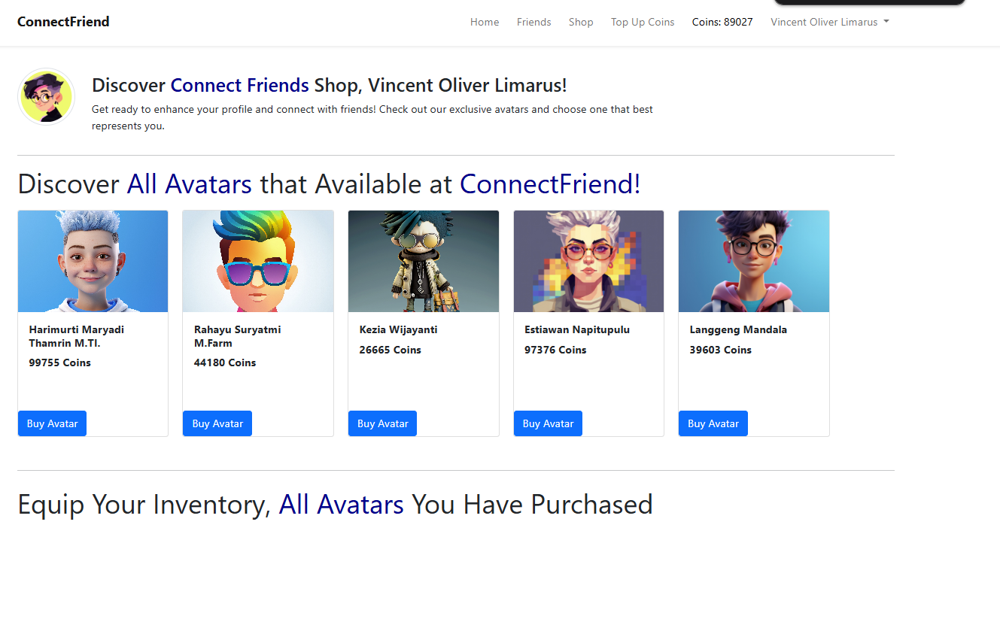 ConnectFriend
Home Friends Shop Top Up Coins Coins: 89027 Vincent Oliver Limarus
Discover Connect Friends Shop, Vincent Oliver Limarus!
Get ready to enhance your profile and connect with friends! Check out our exclusive avatars and choose one that best
represents you.
Discover All Avatars that Available at ConnectFriend!
Harimurti Maryadi
Thamrin M.TI.
99755 Coins
Buy Avatar
Rahayu Suryatmi
M.Farm
44180 Coins
Buy Avatar
Kezia Wijayanti
26665 Coins
Buy Avatar
Estiawan Napitupulu
97376 Coins
Buy Avatar
Langgeng Mandala
39603 Coins
Buy Avatar
Equip Your Inventory, All Avatars You Have Purchased